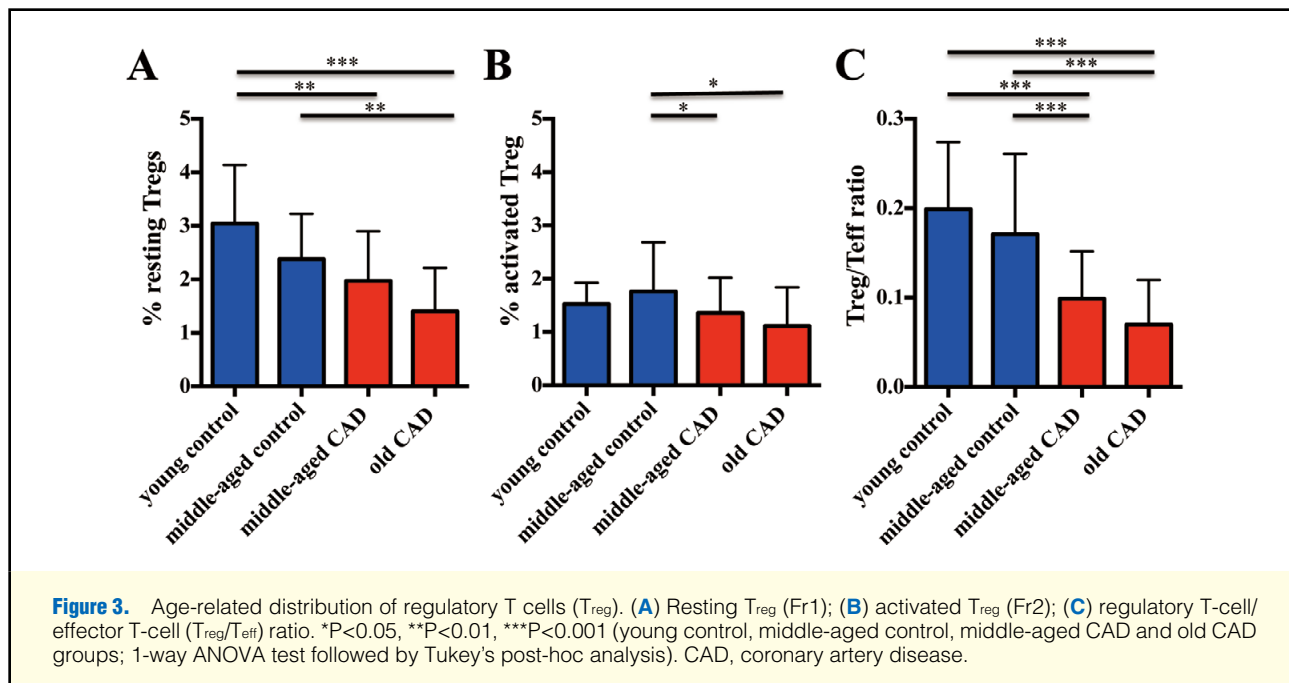 A
***
**
**
% resting Tregs
5
4
3
2
1
0
young control
middle-aged control
middle-aged CAD
old CAD
B
*
*
% activated Treg
5
4
3
2
1
0
young control
middle-aged control
middle-aged CAD
old CAD
C
***
***
***
***
Treg/Teff ratio
0.3
0.2
0.1
0.0
young control
middle-aged control
middle-aged CAD
old CAD
Figure 3. Age-related distribution of regulatory T cells (Treg). (A) Resting Treg (Fr1); (B) activated Treg (Fr2); (C) regulatory T-cell/
effector T-cell (Treg/Teff) ratio. *P<0.05, **P<0.01, ***P<0.001 (young control, middle-aged control, middle-aged CAD and old CAD
groups; 1-way ANOVA test followed by Tukey's post-hoc analysis). CAD, coronary artery disease.